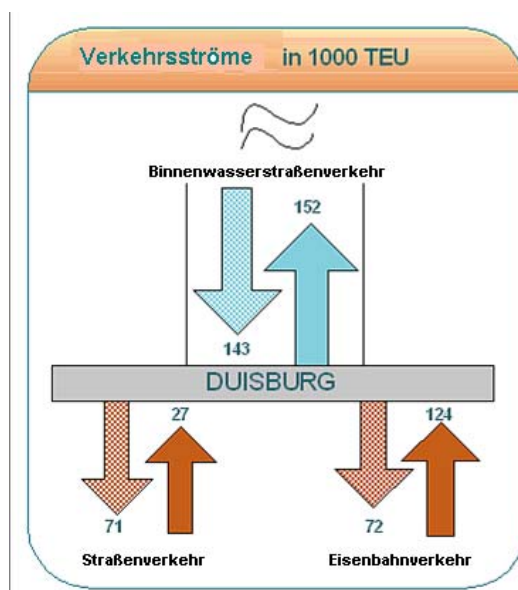 Verkehrsströme in 1000 TEU
Binnenwasserstraßenverkehr
152
143
DUISBURG
27
124
71
72
Straßenverkehr
Eisenbahnverkehr